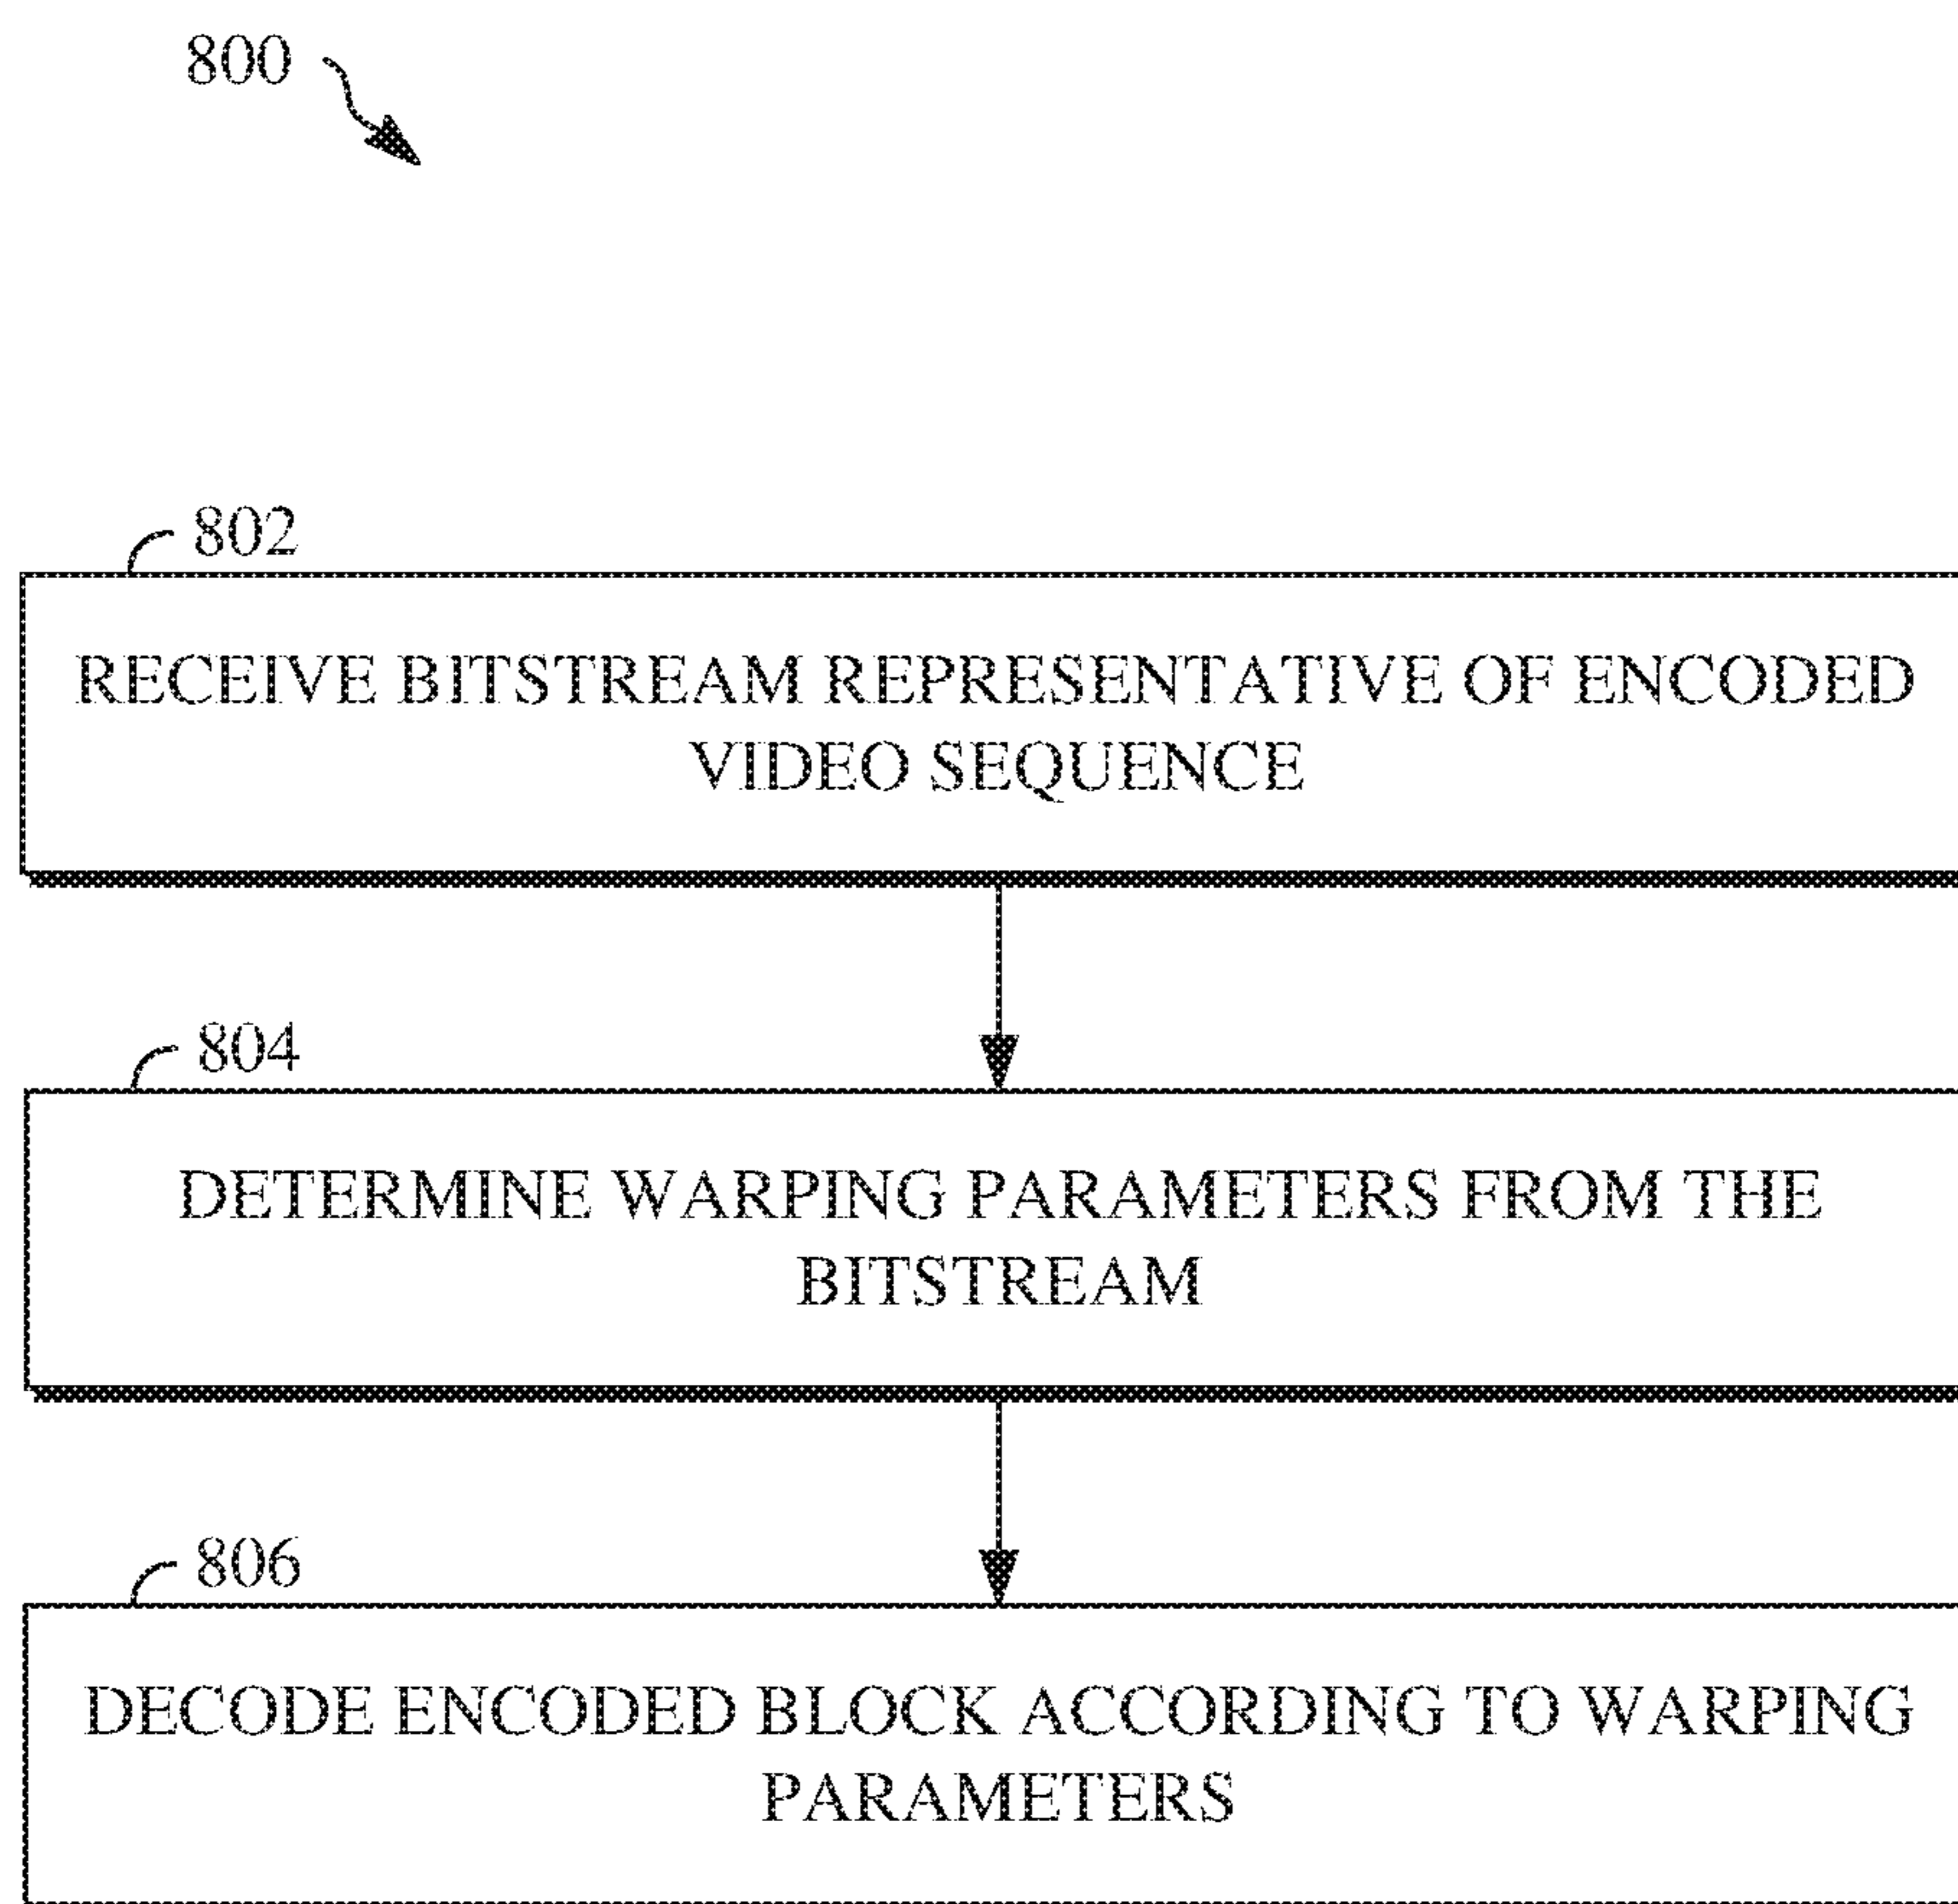 800
802
RECEIVE BITSTREAM REPRESENTATIVE OF ENCODED
VIDEO SEQUENCE
804
DETERMINE WARPING PARAMETERS FROM THE
BITSTREAM
806
DECODE ENCODED BLOCK ACCORDING TO WARPING
PARAMETERS